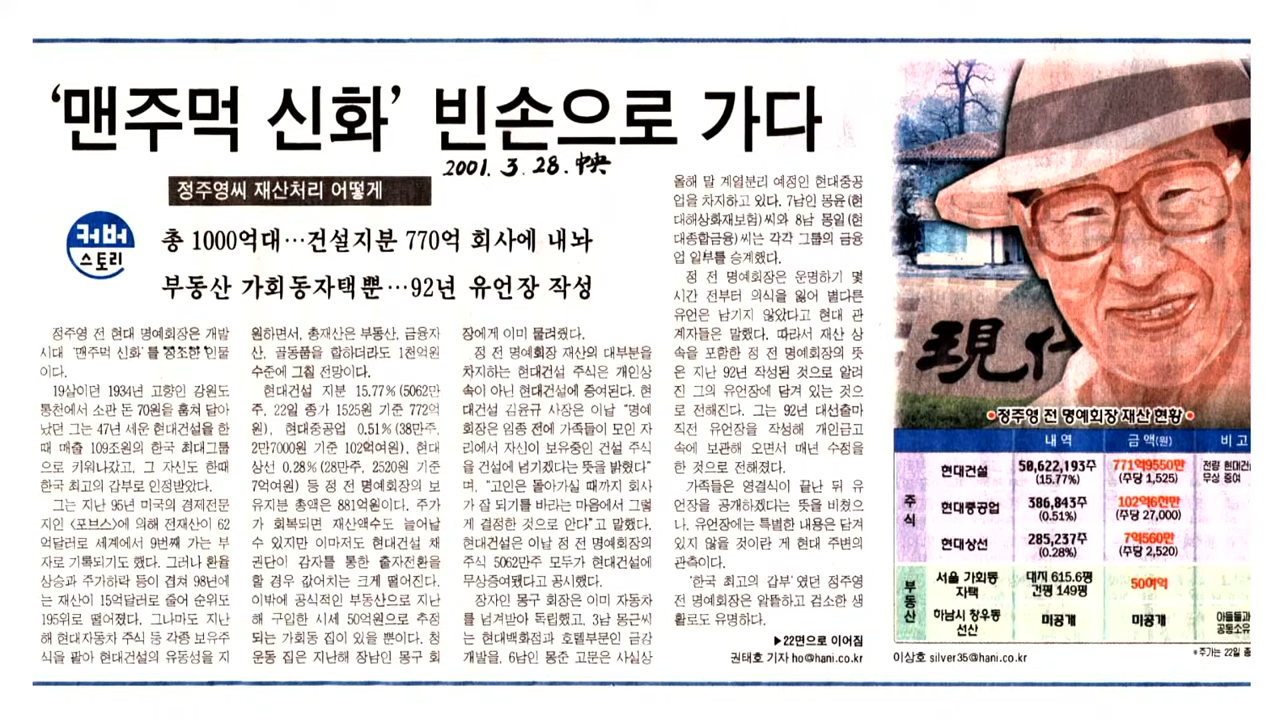 ‘맨주먹 신화’ 빈손으로 가다
2001. 3. 28. 中央
정주영씨 재산처리 어떻게
커버
스토리
총 1000억대…건설지분 770억 회사에 내놔
부동산 가회동자택뿐…92년 유언장 작성
정주영 전 현대 명예회장은 개발
시대 ‘맨주먹 신화’를 창조한 인물
이다.
19살이던 1934년 고향인 강원도
통천에서 소판 돈 70원을 훔쳐 달아
났던 그는 47년 세운 현대건설을 한
때 매출 109조원의 한국 최대그룹
으로 키워나갔고, 그 자신도 한때
한국 최고의 갑부로 인정받았다.
그는 지난 95년 미국의 경제전문
지인 <포브스>에 의해 전재산이 62
억달러로 세계에서 9번째 가는 부
자로 기록되기도 했다. 그러나 환율
상승과 주가하락 등이 겹쳐 98년에
는 재산이 15억달러로 줄어 순위도
195위로 떨어졌다. 그나마도 지난
해 현대자동차 주식 등 각종 보유주
식을 팔아 현대건설의 유동성을 지
원하면서, 총재산은 부동산, 금융자
산, 골동품을 합하더라도 1천억원
수준에 그칠 전망이다.
현대건설 지분 15.77%(5062만
주, 22일 종가 1525원 기준 772억
원), 현대중공업 0.51%(38만주,
2만7000원 기준 102억여원), 현대
상선 0.28%(28만주, 2520원 기준
7억여원) 등 정 전 명예회장의 보
유지분 총액은 881억원이다. 주가
가 회복되면 재산액수도 늘어날
수 있지만 이마저도 현대건설 채
권단이 감자를 통한 출자전환을
할 경우 값어치는 크게 떨어진다.
이밖에 공식적인 부동산으로 지난
해 구입한 시세 50억원으로 추정
되는 가회동 집이 있을 뿐이다. 청
운동 집은 지난해 장남인 몽구 회
장에게 이미 물려줬다.
정 전 명예회장 재산의 대부분을
차지하는 현대건설 주식은 개인상
속이 아닌 현대건설에 증여된다. 현
대건설 김윤규 사장은 이날 “명예
회장은 임종 전에 가족들이 모인 자
리에서 자신이 보유중인 건설 주식
을 건설에 넘기겠다는 뜻을 밝혔다”
며, “고인은 돌아가실 때까지 회사
가 잘 되기를 바라는 마음에서 그렇
게 결정한 것으로 안다”고 말했다.
현대건설은 이날 정 전 명예회장의
주식 5062만주 모두가 현대건설에
무상증여됐다고 공시했다.
장자인 몽구 회장은 이미 자동차
를 넘겨받아 독립했고, 3남 몽근씨
는 현대백화점과 호텔부문인 금강
개발을, 6남인 몽준 고문은 사실상
올해 말 계열분리 예정인 현대중공
업을 차지하고 있다. 7남인 몽윤(현
대해상화재보험)씨와 8남 몽일(현
대종합금융)씨는 각각 그룹의 금융
업 일부를 승계했다.
정 전 명예회장은 운명하기 몇
시간 전부터 의식을 잃어 별다른
유언은 남기지 않았다고 현대 관
계자들은 말했다. 따라서 재산 상
속을 포함한 정 전 명예회장의 뜻
은 지난 92년 작성된 것으로 알려
진 그의 유언장에 담겨 있는 것으
로 전해진다. 그는 92년 대선출마
직전 유언장을 작성해 개인금고
속에 보관해 오면서 매년 수정을
한 것으로 전해졌다.
가족들은 영결식이 끝난 뒤 유
언장을 공개하겠다는 뜻을 비쳤으
나, 유언장에는 특별한 내용은 담겨
있지 않을 것이란 게 현대 주변의
관측이다.
‘한국 최고의 갑부’였던 정주영
전 명예회장은 알뜰하고 검소한 생
활로도 유명하다.
▶22면으로 이어짐
권태호 기자 ho@hani.co.kr
現代
•정주영 전 명예회장 재산 현황•
내 역 금 액(원) 비 고
주식
현대건설 50,622,193주 (15.77%) 771억9550만 (주당 1,525) 전량 현대건 무상 증여
현대중공업 386,843주 (0.51%) 102억6천만 (주당 27,000)
현대상선 285,237주 (0.28%) 7억560만 (주당 2,520)
부동산
서울 가회동 자택 대지 615.6평 건평 149평 50여억
하남시 창우동 선산 미공개 미공개 아들들과 공동소유
이상호 silver35@hani.co.kr
*주가는 22일 종